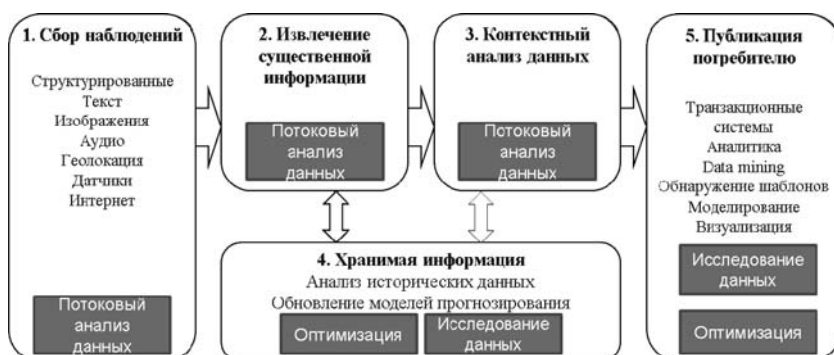 1. Сбор наблюдений
Структурированные
Текст
Изображения
Аудио
Геолокация
Датчики
Интернет
Потоковый
анализ
данных
2. Извлечение
существенной
информации
Потоковый
анализ
данных
3. Контекстный
анализ данных
Потоковый
анализ
данных
4. Хранимая информация
Анализ исторических данных
Обновление моделей прогнозирования
Оптимизация
Исследование
данных
5. Публикация
потребителю
Транзакционные
системы
Аналитика
Data mining
Обнаружение шаблонов
Моделирование
Визуализация
Исследование
данных
Оптимизация